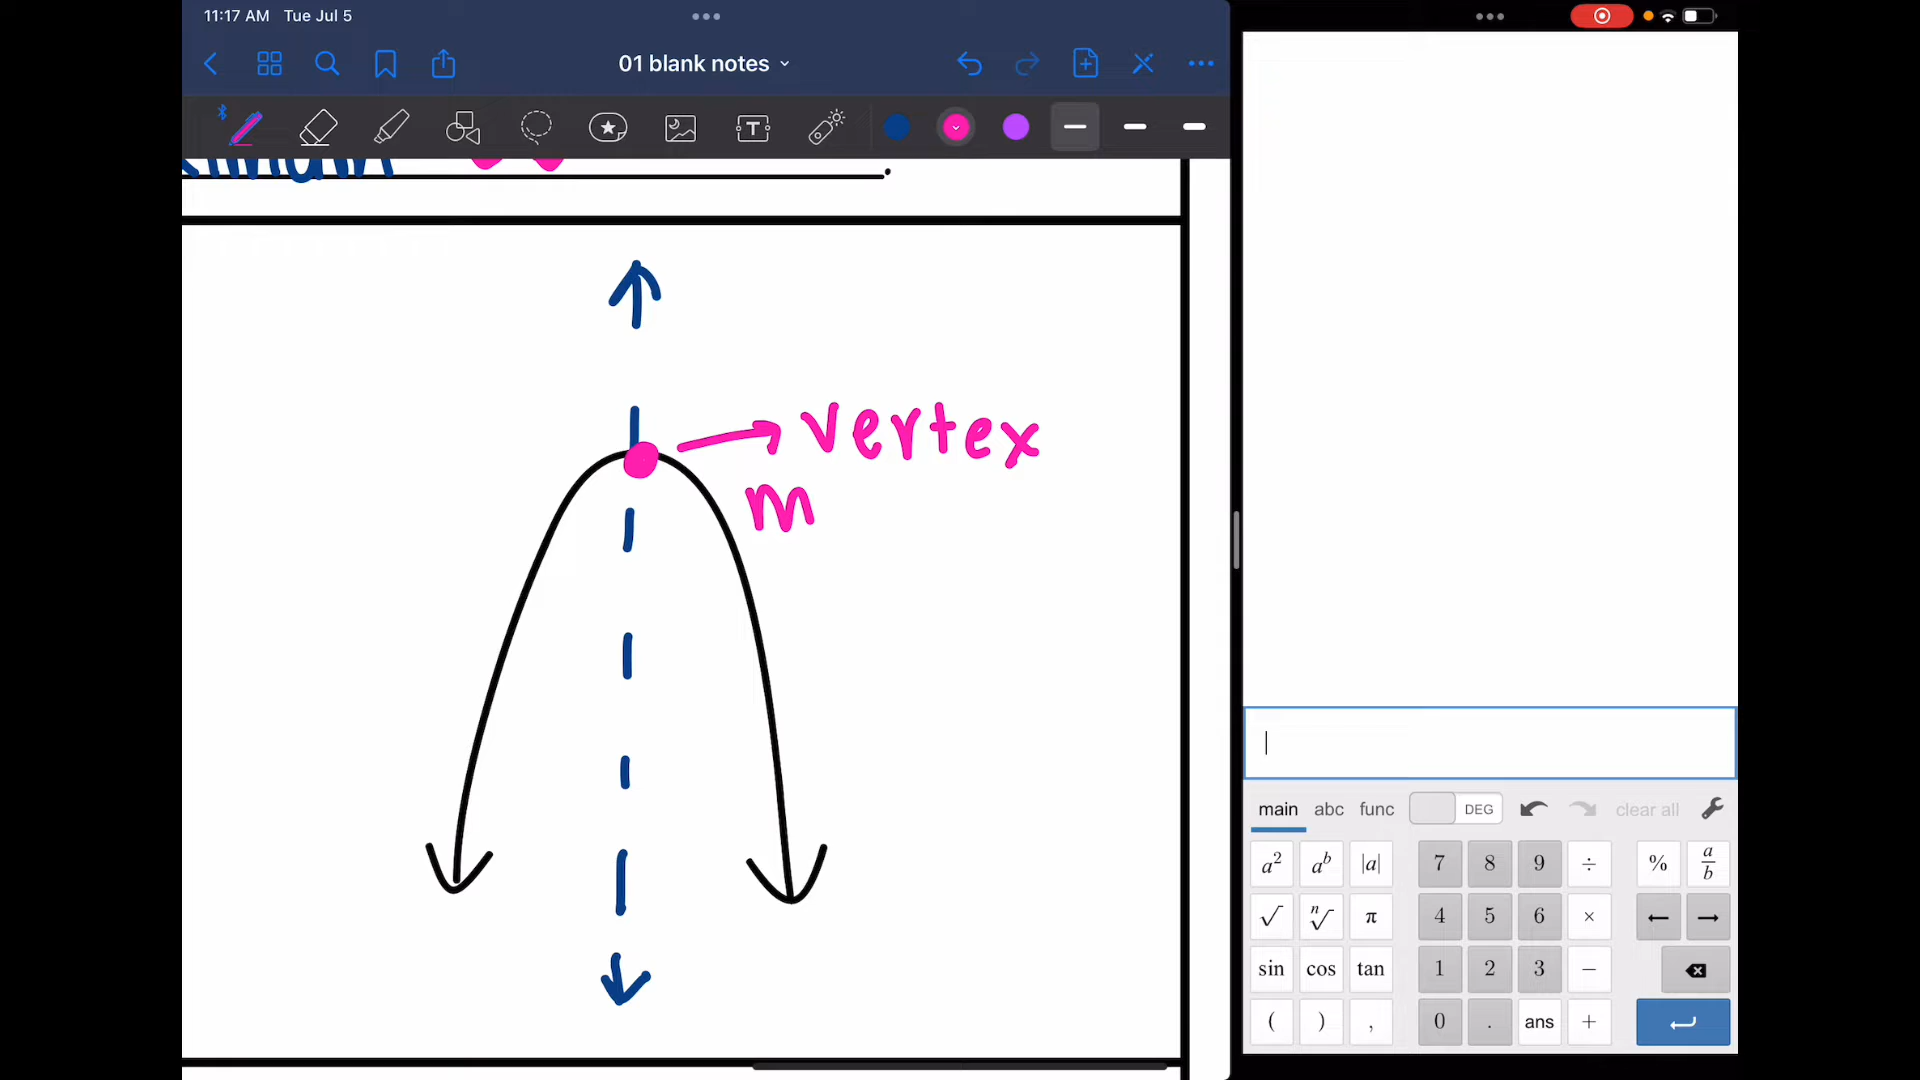 11:17 AM Tue Jul 5
01 blank notes
T
vertex
m
main abc func DEG clear all
a² aᵇ |a| 7 8 9 ÷ % a/b
√ ⁿ√ π 4 5 6 × ← →
sin cos tan 1 2 3 −
( ) , 0 . ans +